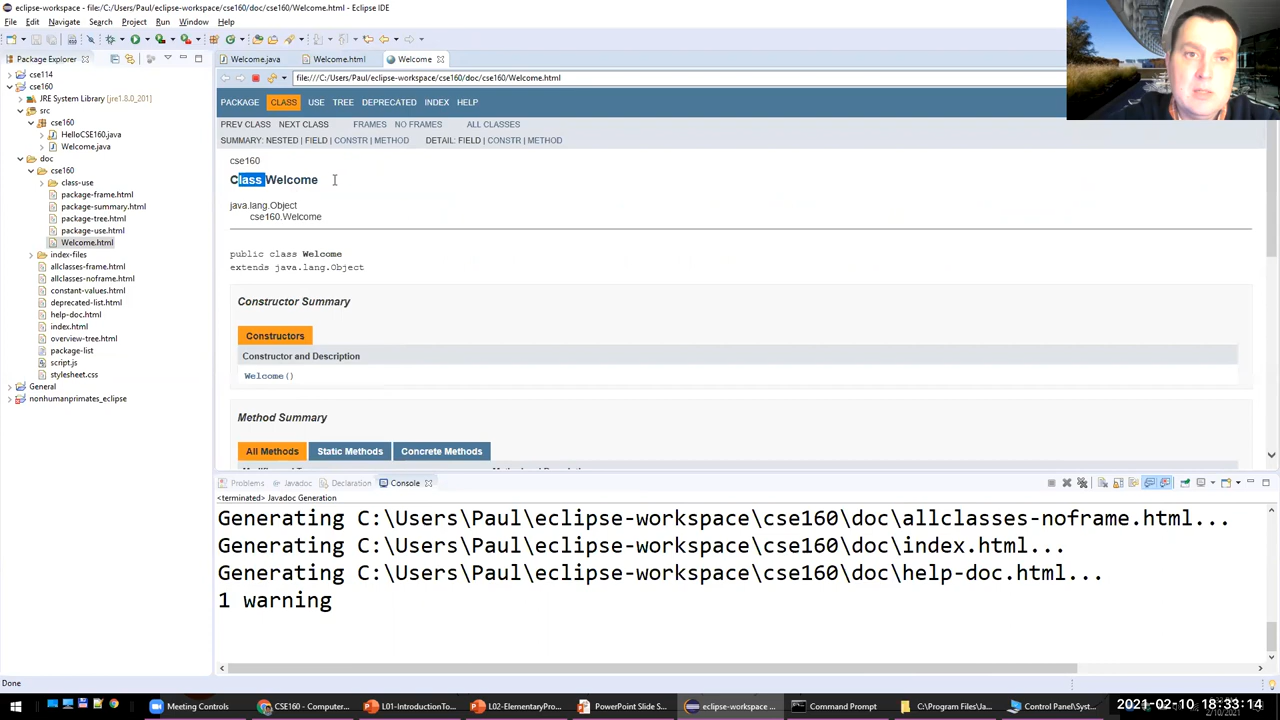 eclipse-workspace - file:/C:/Users/Paul/eclipse-workspace/cse160/doc/cse160/Welcome.html - Eclipse IDE
File Edit Navigate Search Project Run Window Help
Package Explorer
cse114
cse160
JRE System Library [jre1.8.0_201]
src
cse160
HelloCSE160.java
Welcome.java
doc
cse160
class-use
package-frame.html
package-summary.html
package-tree.html
package-use.html
Welcome.html
index-files
allclasses-frame.html
allclasses-noframe.html
constant-values.html
deprecated-list.html
help-doc.html
index.html
overview-tree.html
package-list
script.js
stylesheet.css
General
nonhumanprimates_eclipse
Welcome.java Welcome.html Welcome
file:///C:/Users/Paul/eclipse-workspace/cse160/doc/cse160/Welcome.html
PACKAGE CLASS USE TREE DEPRECATED INDEX HELP
PREV CLASS NEXT CLASS FRAMES NO FRAMES ALL CLASSES
SUMMARY: NESTED | FIELD | CONSTR | METHOD DETAIL: FIELD | CONSTR | METHOD
cse160
Class Welcome
java.lang.Object
cse160.Welcome
public class Welcome
extends java.lang.Object
Constructor Summary
Constructors
Constructor and Description
Welcome()
Method Summary
All Methods Static Methods Concrete Methods
Problems Javadoc Declaration Console
<terminated> Javadoc Generation
Generating C:\Users\Paul\eclipse-workspace\cse160\doc\allclasses-noframe.html...
Generating C:\Users\Paul\eclipse-workspace\cse160\doc\index.html...
Generating C:\Users\Paul\eclipse-workspace\cse160\doc\help-doc.html...
1 warning
Done
Meeting Controls CSE160 - Computer... L01-IntroductionTo... L02-ElementaryPro... PowerPoint Slide S... eclipse-workspace ... Command Prompt C:\Program Files\Ja... Control Panel\Syst...
2021-02-10 18:33:14